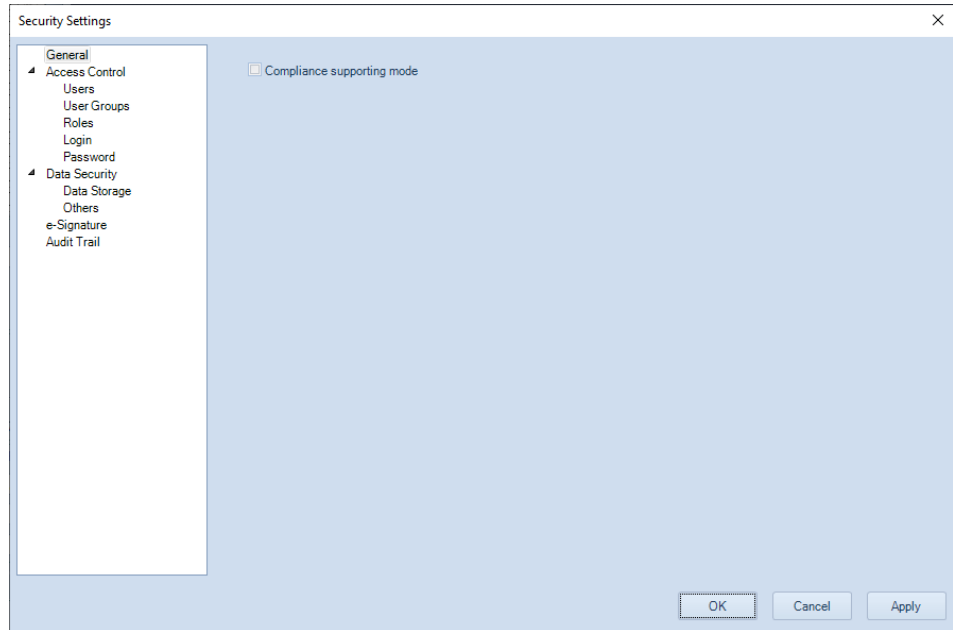 Security Settings
General
Access Control
Users
User Groups
Roles
Login
Password
Data Security
Data Storage
Others
e-Signature
Audit Trail
Compliance supporting mode
OK
Cancel
Apply